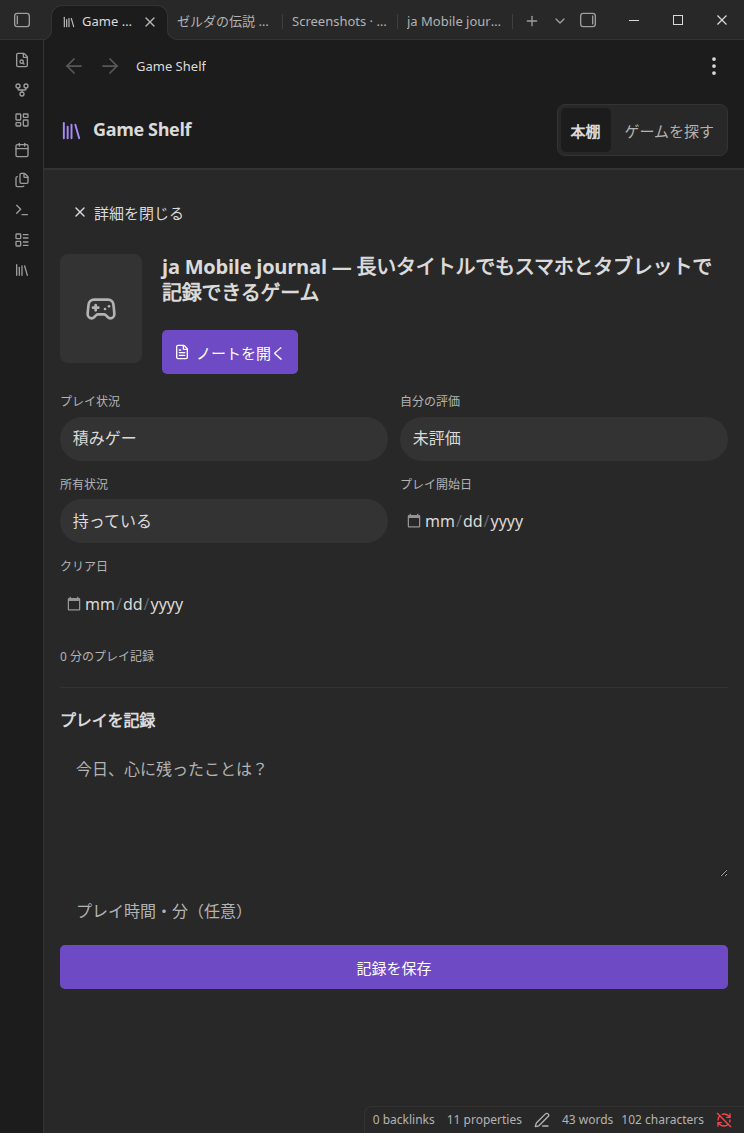 Game ...
ゼルダの伝説 ...
Screenshots · ...
ja Mobile jour...
Game Shelf
Game Shelf
本棚
ゲームを探す
詳細を閉じる
ja Mobile journal — 長いタイトルでもスマホとタブレットで
記録できるゲーム
ノートを開く
プレイ状況
自分の評価
積みゲー
未評価
所有状況
プレイ開始日
持っている
mm/dd/yyyy
クリア日
mm/dd/yyyy
0 分のプレイ記録
プレイを記録
今日、心に残ったことは？
プレイ時間・分（任意）
記録を保存
0 backlinks
11 properties
43 words
102 characters